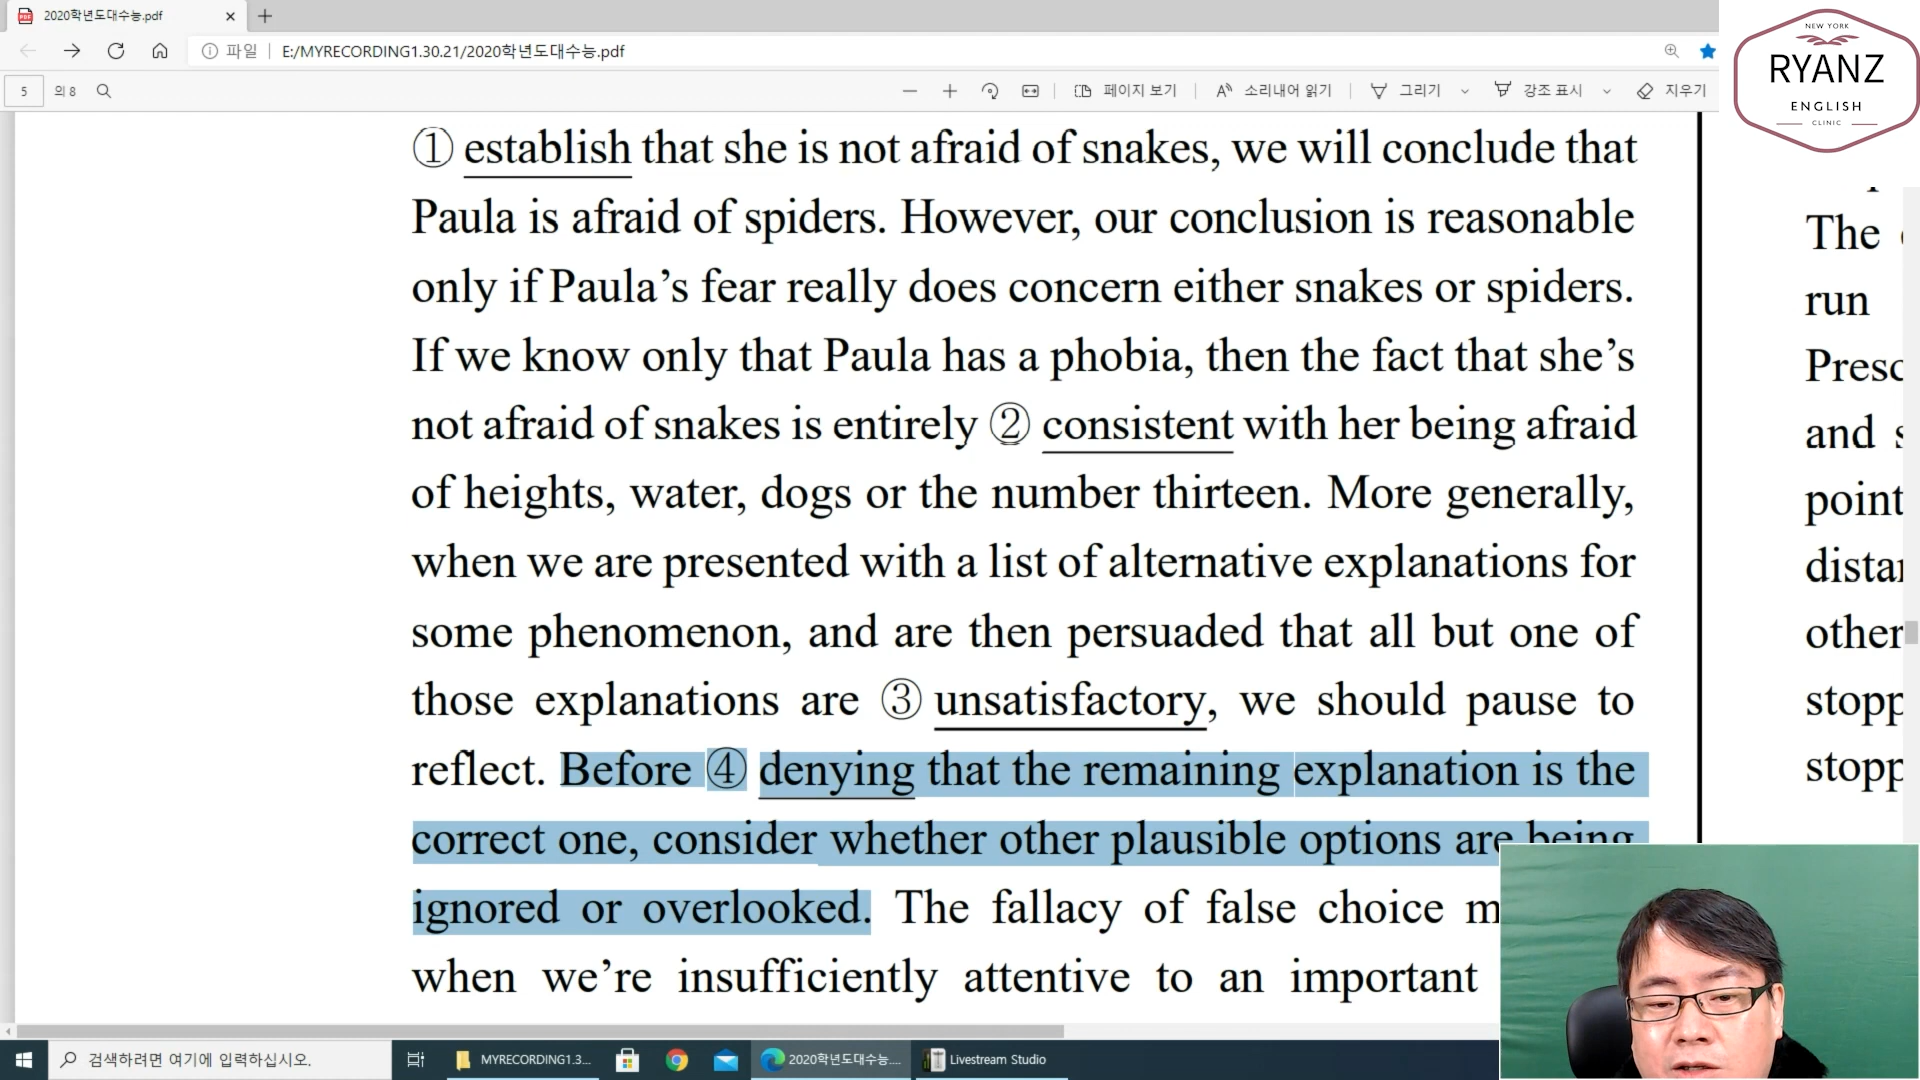 2020학년도대수능.pdf
파일
E:/MYRECORDING1.30.21/2020학년도대수능.pdf
5 의 8
페이지 보기
소리내어 읽기
그리기
강조 표시
지우기
NEW YORK
RYANZ
ENGLISH
CLINIC
① establish that she is not afraid of snakes, we will conclude that
Paula is afraid of spiders. However, our conclusion is reasonable
only if Paula’s fear really does concern either snakes or spiders.
If we know only that Paula has a phobia, then the fact that she’s
not afraid of snakes is entirely ② consistent with her being afraid
of heights, water, dogs or the number thirteen. More generally,
when we are presented with a list of alternative explanations for
some phenomenon, and are then persuaded that all but one of
those explanations are ③ unsatisfactory, we should pause to
reflect. Before ④ denying that the remaining explanation is the
correct one, consider whether other plausible options are being
ignored or overlooked. The fallacy of false choice m
when we’re insufficiently attentive to an important
The
run
Presc
and s
point
distan
other
stopp
stopp
검색하려면 여기에 입력하십시오.
MYRECORDING1.3...
2020학년도대수능....
Livestream Studio